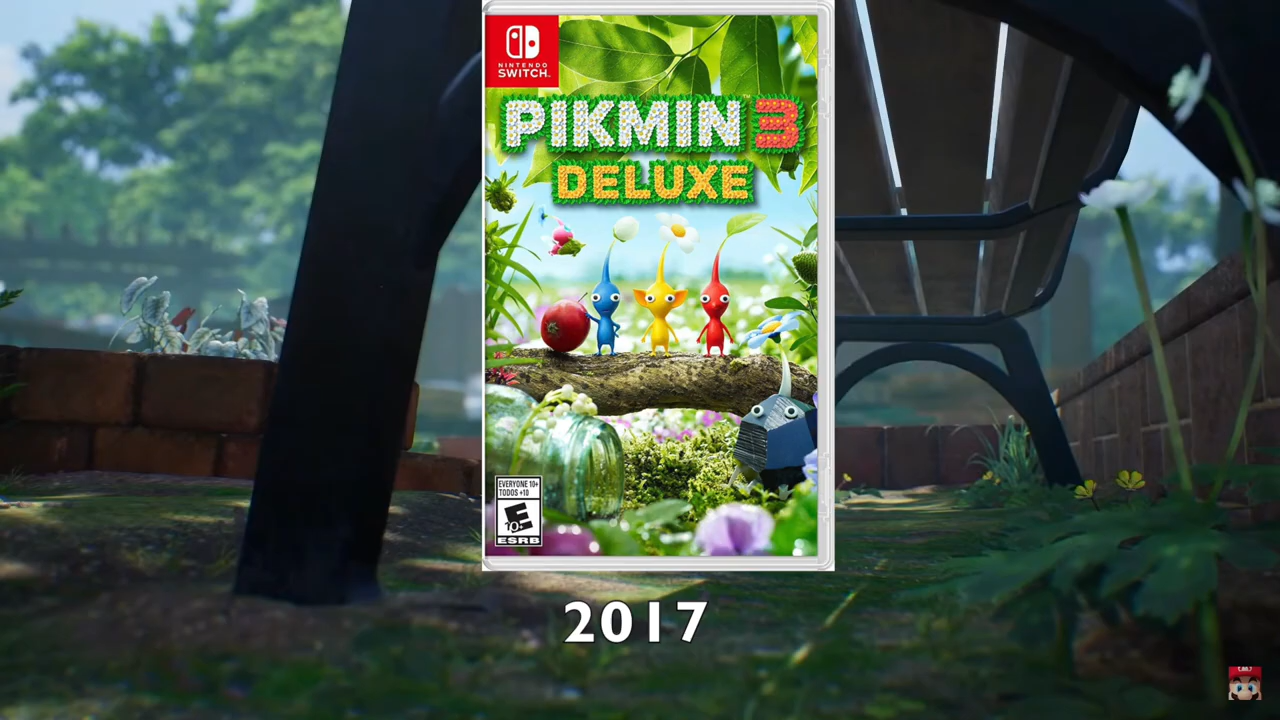 NINTENDO
SWITCH
PIKMIN 3
DELUXE
EVERYONE 10+
TODOS +10
E
10+
ESRB
2017